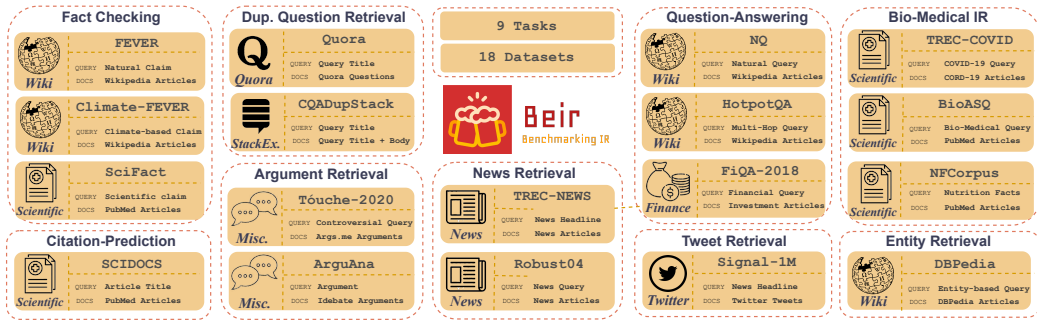 Fact Checking
FEVER
QUERY Natural Claim
DOCS Wikipedia Articles
Wiki
Climate-FEVER
QUERY Climate-based Claim
DOCS Wikipedia Articles
Wiki
SciFact
QUERY Scientific claim
DOCS PubMed Articles
Scientific
Citation-Prediction
SCIDOCS
QUERY Article Title
DOCS PubMed Articles
Scientific
Dup. Question Retrieval
Quora
QUERY Query Title
DOCS Quora Questions
Q
Quora
CQADupStack
QUERY Query Title
DOCS Query Title + Body
StackEx.
Argument Retrieval
Tóuche-2020
QUERY Controversial Query
DOCS Args.me Arguments
Misc.
ArguAna
QUERY Argument
DOCS Idebate Arguments
Misc.
9 Tasks
18 Datasets
Beir
Benchmarking IR
News Retrieval
TREC-NEWS
QUERY News Headline
DOCS News Articles
News
Robust04
QUERY News Query
DOCS News Articles
News
Question-Answering
NQ
QUERY Natural Query
DOCS Wikipedia Articles
Wiki
HotpotQA
QUERY Multi-Hop Query
DOCS Wikipedia Articles
Wiki
FiQA-2018
QUERY Financial Query
DOCS Investment Articles
Finance
Tweet Retrieval
Signal-1M
QUERY News Headline
DOCS Twitter Tweets
Twitter
Bio-Medical IR
TREC-COVID
QUERY COVID-19 Query
DOCS CORD-19 Articles
Scientific
BioASQ
QUERY Bio-Medical Query
DOCS PubMed Articles
Scientific
NFCorpus
QUERY Nutrition Facts
DOCS PubMed Articles
Scientific
Entity Retrieval
DBPedia
QUERY Entity-based Query
DOCS DBPedia Articles
Wiki